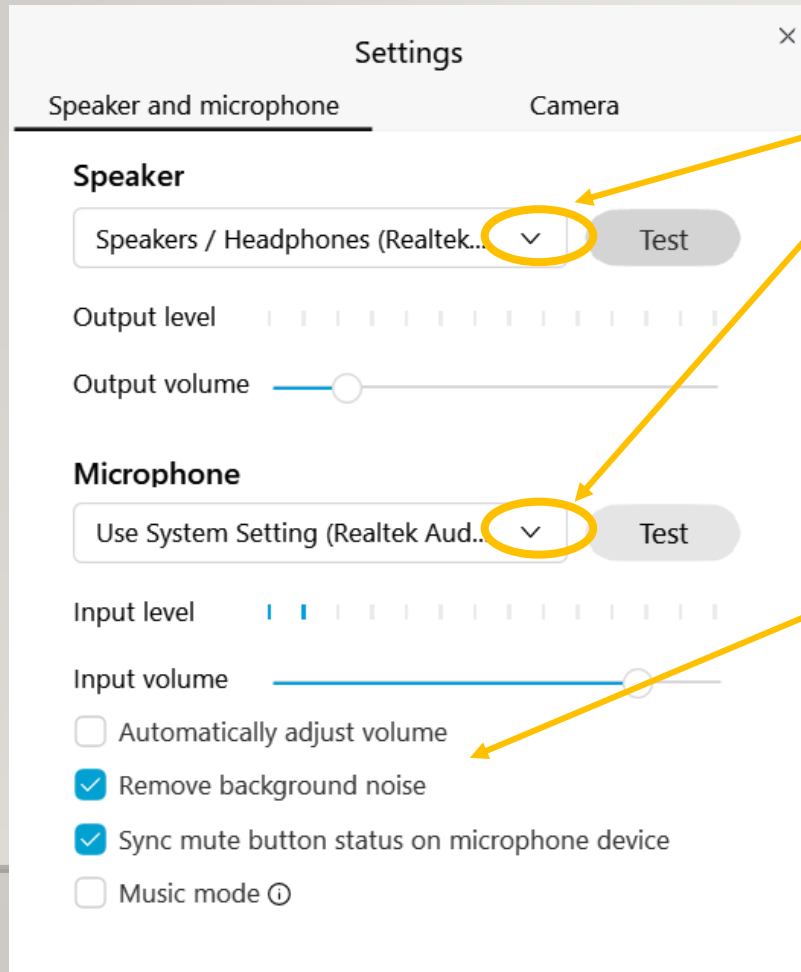 Settings
Speaker and microphone
Camera
Speaker
Speakers / Headphones (Realtek...
Test
Output level
Output volume
Microphone
Use System Setting (Realtek Aud...
Test
Input level
Input volume
Automatically adjust volume
Remove background noise
Sync mute button status on microphone device
Music mode